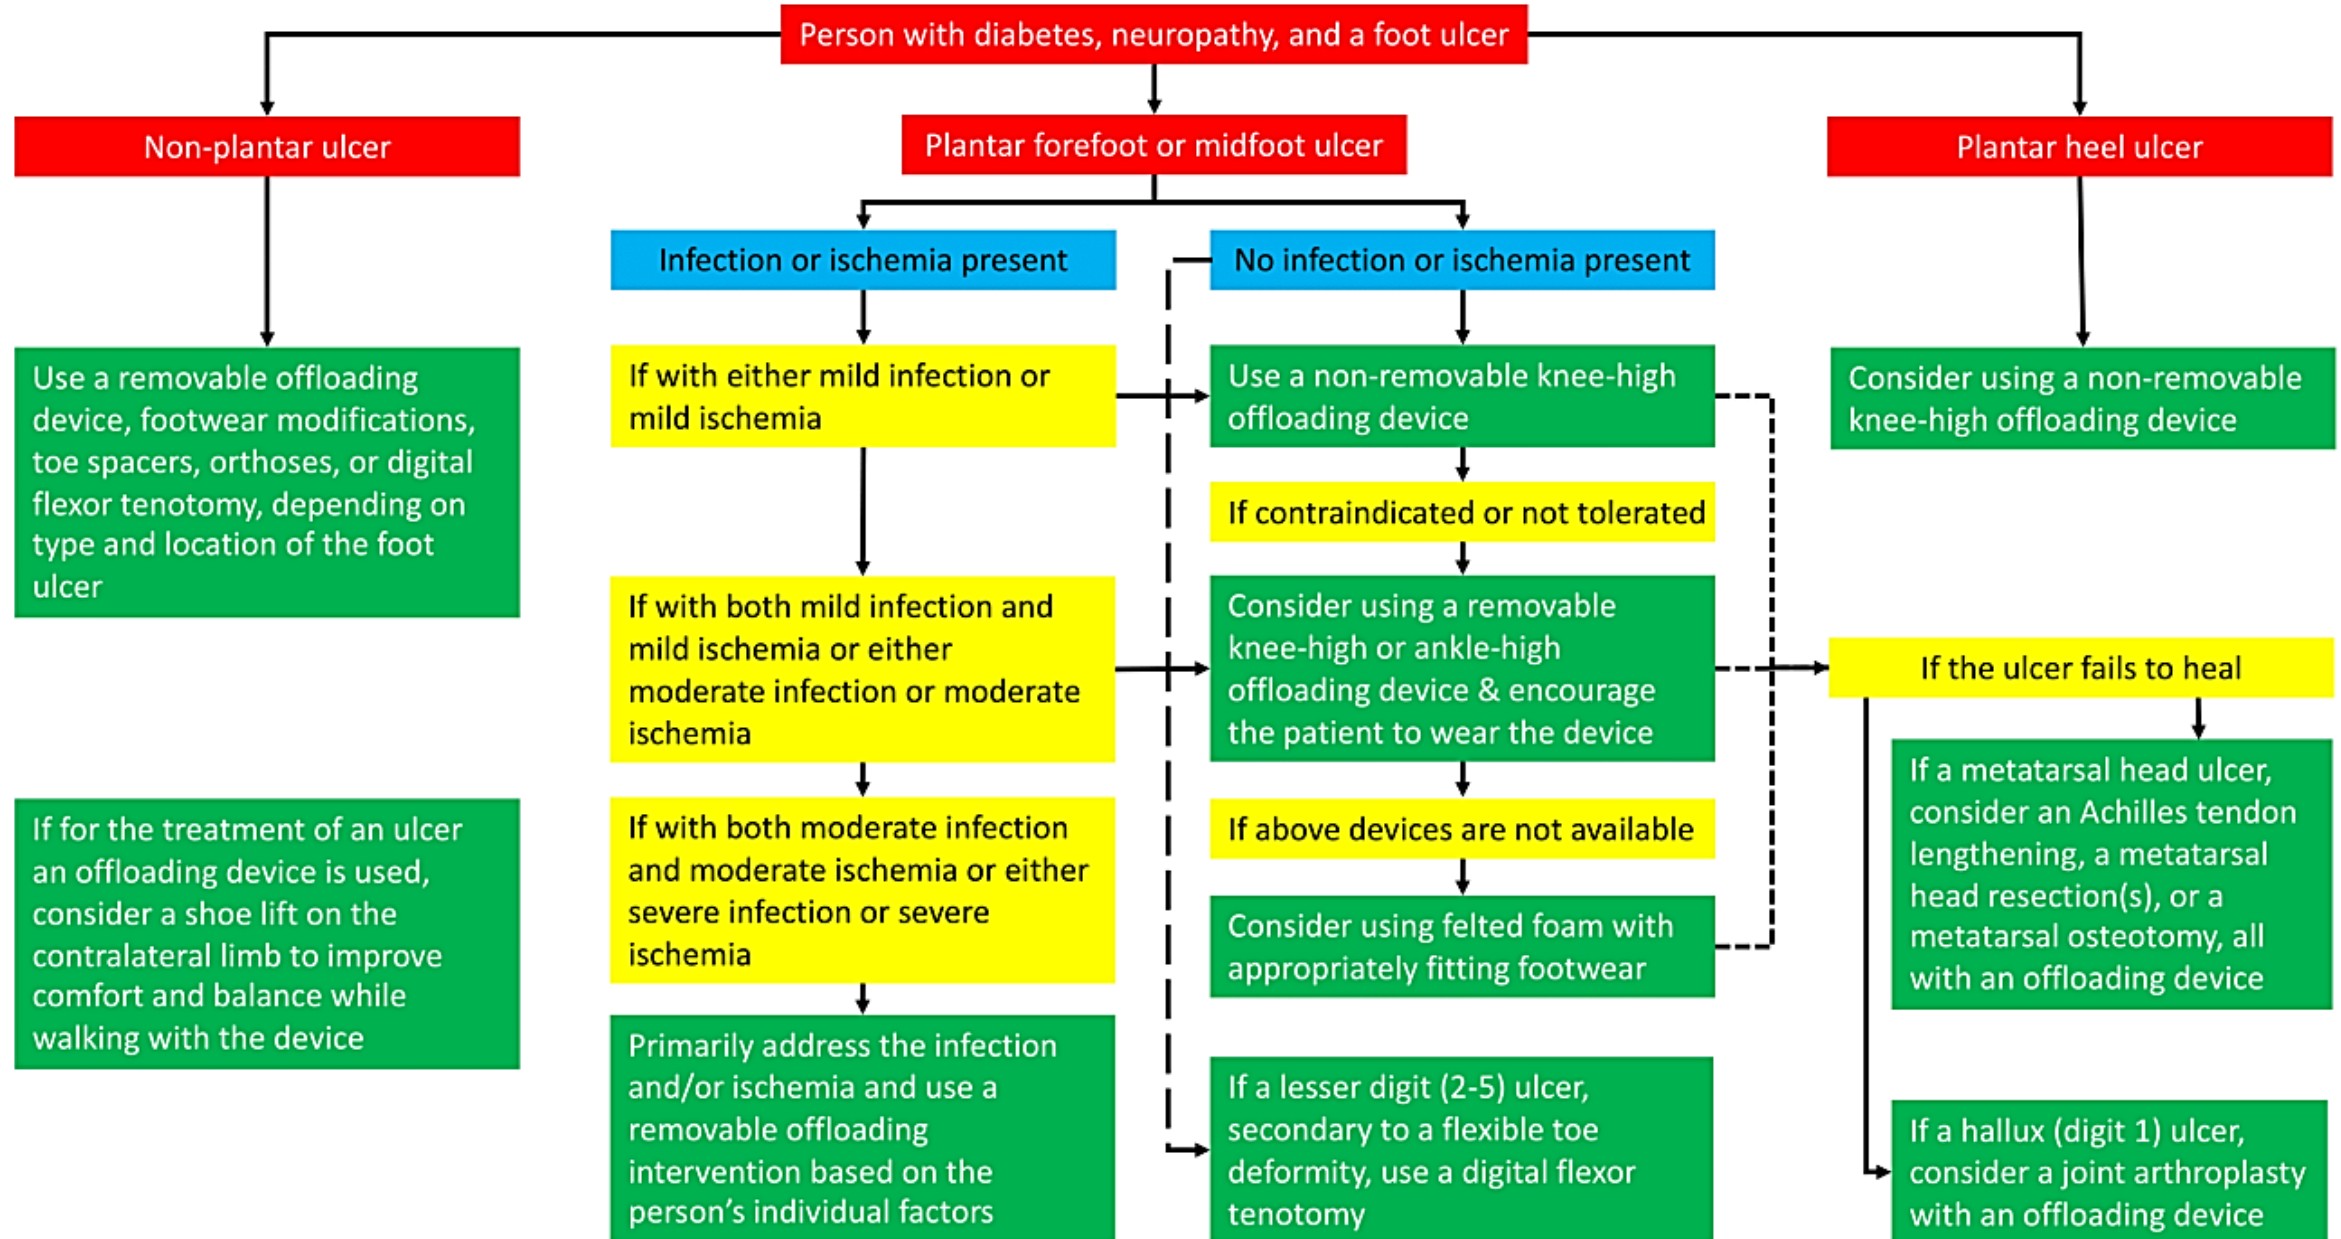 Person with diabetes, neuropathy, and a foot ulcer
Non-plantar ulcer
Plantar forefoot or midfoot ulcer
Plantar heel ulcer
Infection or ischemia present
No infection or ischemia present
Use a removable offloading
device, footwear modifications,
toe spacers, orthoses, or digital
flexor tenotomy, depending on
type and location of the foot
ulcer
If for the treatment of an ulcer
an offloading device is used,
consider a shoe lift on the
contralateral limb to improve
comfort and balance while
walking with the device
If with either mild infection or
mild ischemia
If with both mild infection and
mild ischemia or either
moderate infection or moderate
ischemia
If with both moderate infection
and moderate ischemia or either
severe infection or severe
ischemia
Primarily address the infection
and/or ischemia and use a
removable offloading
intervention based on the
person's individual factors
Use a non-removable knee-high
offloading device
If contraindicated or not tolerated
Consider using a removable
knee-high or ankle-high
offloading device & encourage
the patient to wear the device
If above devices are not available
Consider using felted foam with
appropriately fitting footwear
If a lesser digit (2-5) ulcer,
secondary to a flexible toe
deformity, use a digital flexor
tenotomy
Consider using a non-removable
knee-high offloading device
If the ulcer fails to heal
If a metatarsal head ulcer,
consider an Achilles tendon
lengthening, a metatarsal
head resection(s), or a
metatarsal osteotomy, all
with an offloading device
If a hallux (digit 1) ulcer,
consider a joint arthroplasty
with an offloading device